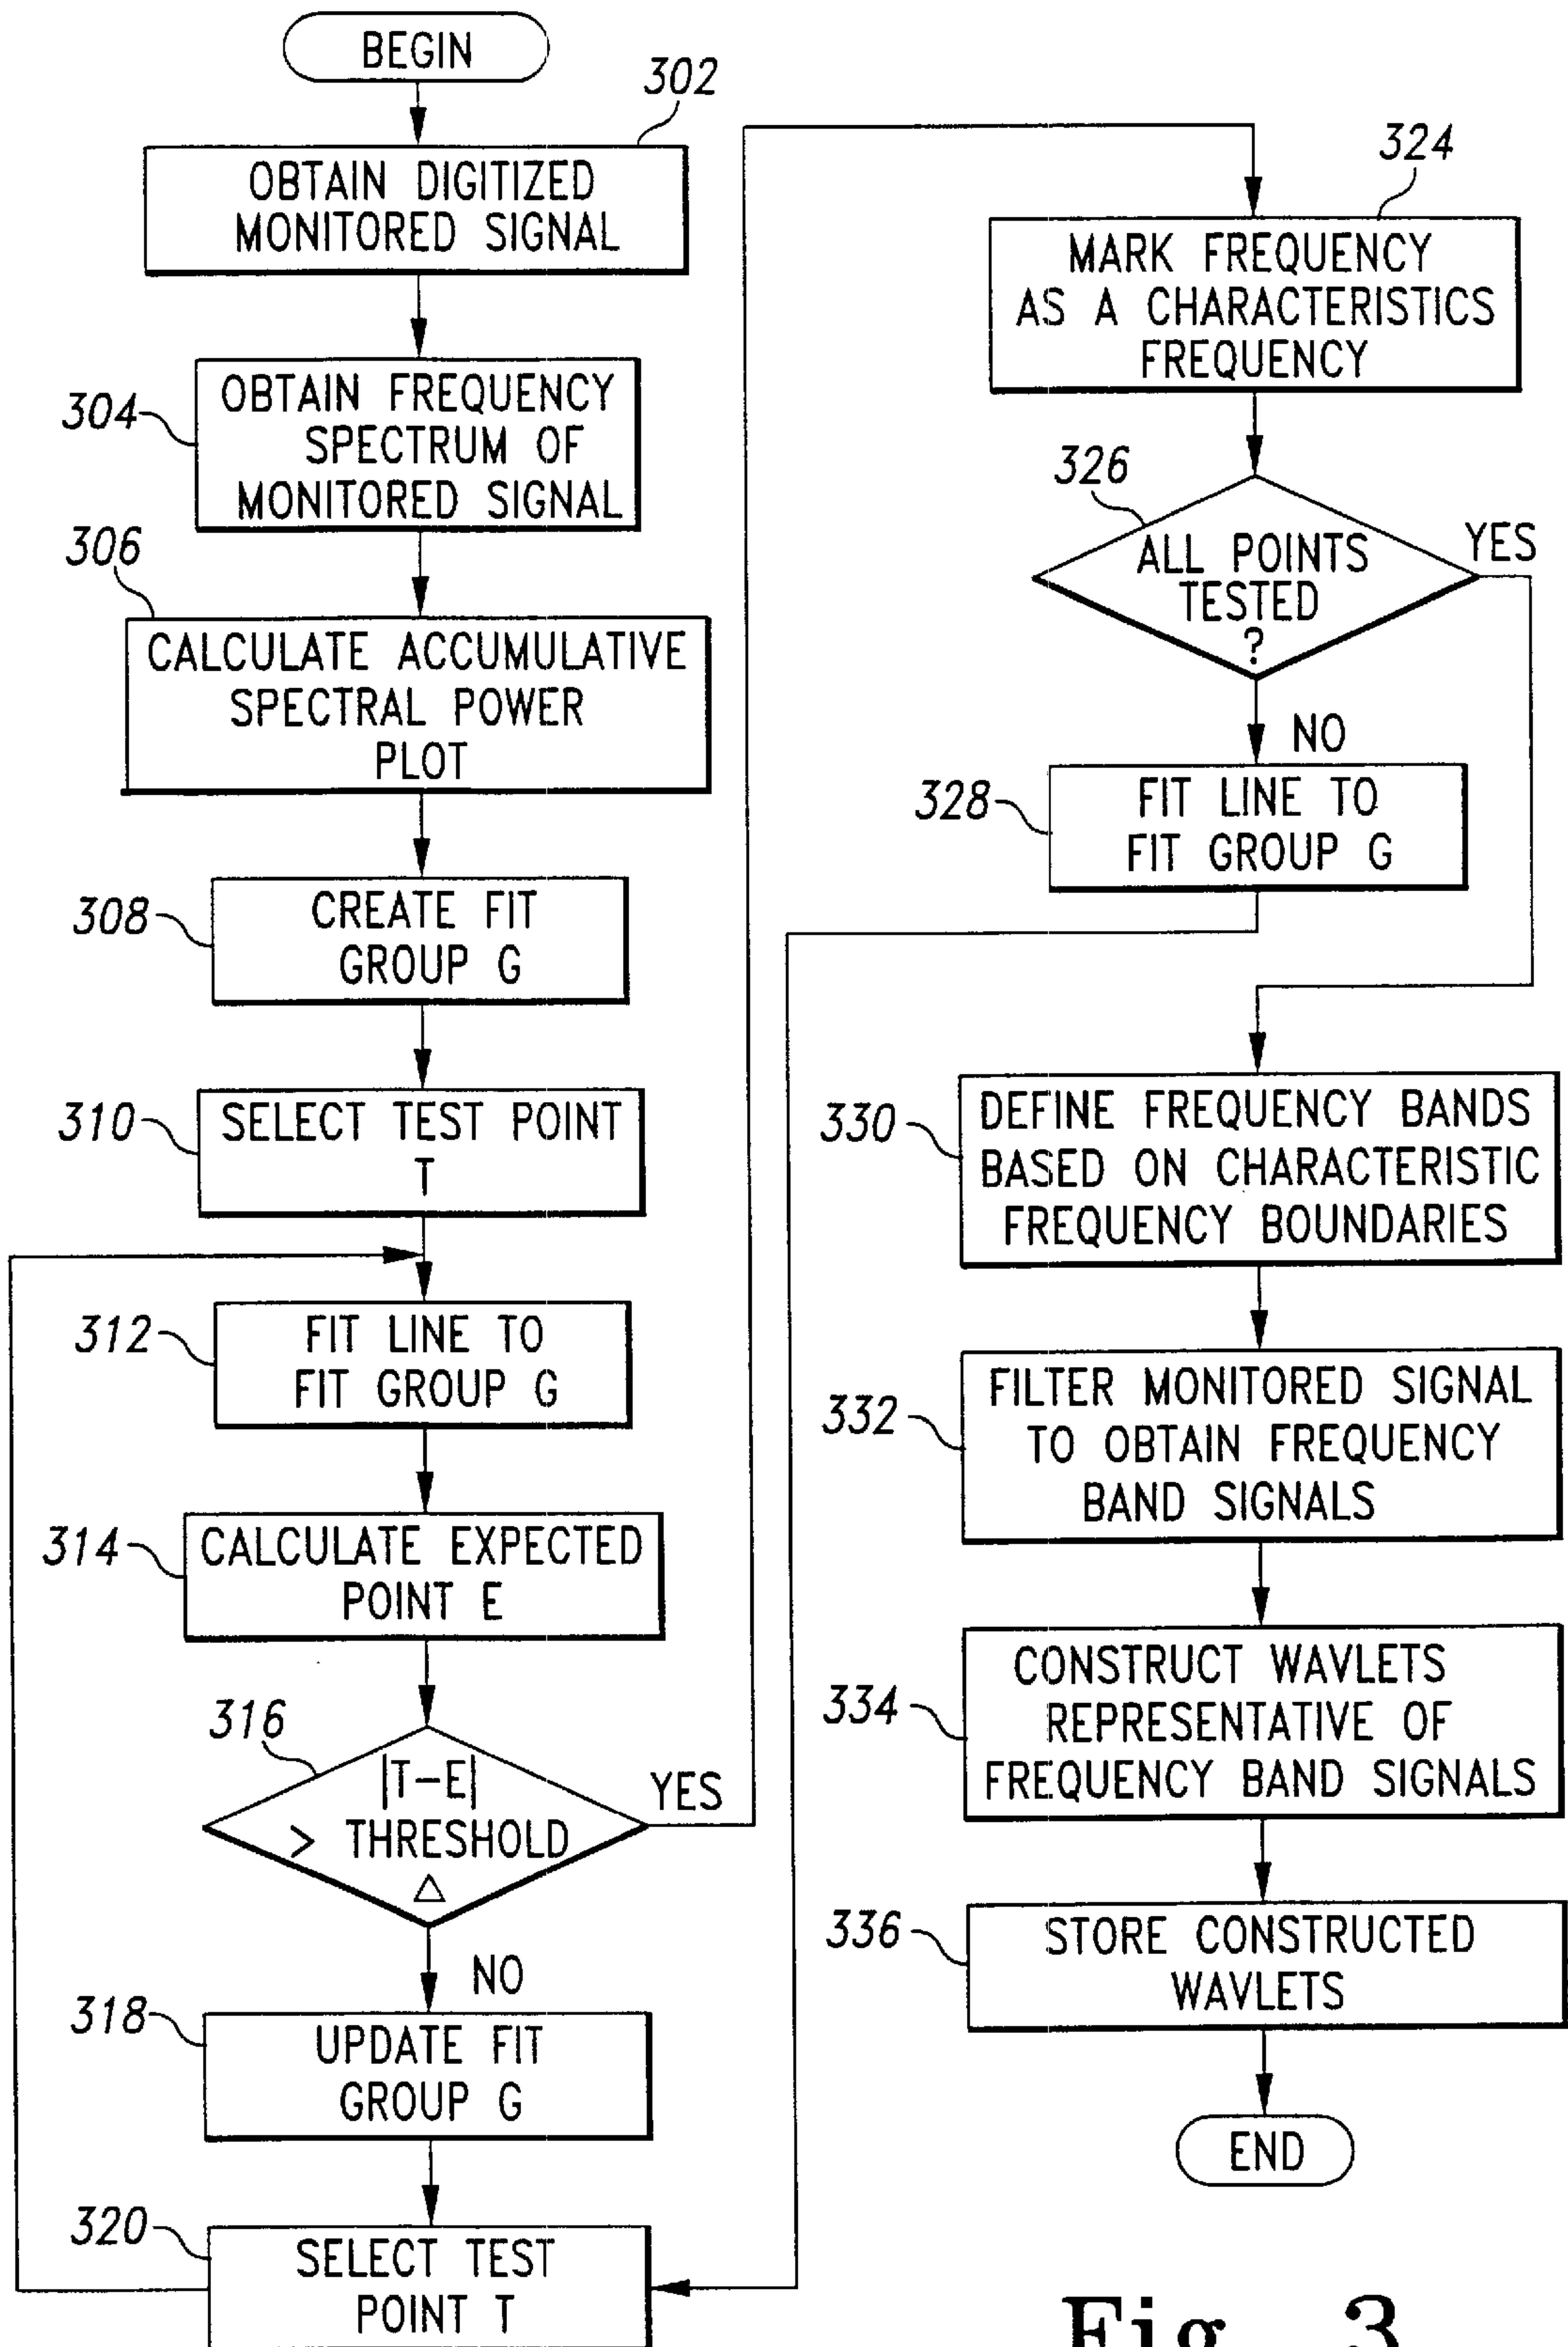 BEGIN
302
OBTAIN DIGITIZED
MONITORED SIGNAL
304
OBTAIN FREQUENCY
SPECTRUM OF
MONITORED SIGNAL
306
CALCULATE ACCUMULATIVE
SPECTRAL POWER
PLOT
308
CREATE FIT
GROUP G
310
SELECT TEST POINT
T
312
FIT LINE TO
FIT GROUP G
314
CALCULATE EXPECTED
POINT E
316
|T-E|
> THRESHOLD
△
YES
NO
318
UPDATE FIT
GROUP G
320
SELECT TEST
POINT T
324
MARK FREQUENCY
AS A CHARACTERISTICS
FREQUENCY
326
ALL POINTS
TESTED
?
YES
NO
328
FIT LINE TO
FIT GROUP G
330
DEFINE FREQUENCY BANDS
BASED ON CHARACTERISTIC
FREQUENCY BOUNDARIES
332
FILTER MONITORED SIGNAL
TO OBTAIN FREQUENCY
BAND SIGNALS
334
CONSTRUCT WAVLETS
REPRESENTATIVE OF
FREQUENCY BAND SIGNALS
336
STORE CONSTRUCTED
WAVLETS
END
Fig. 3